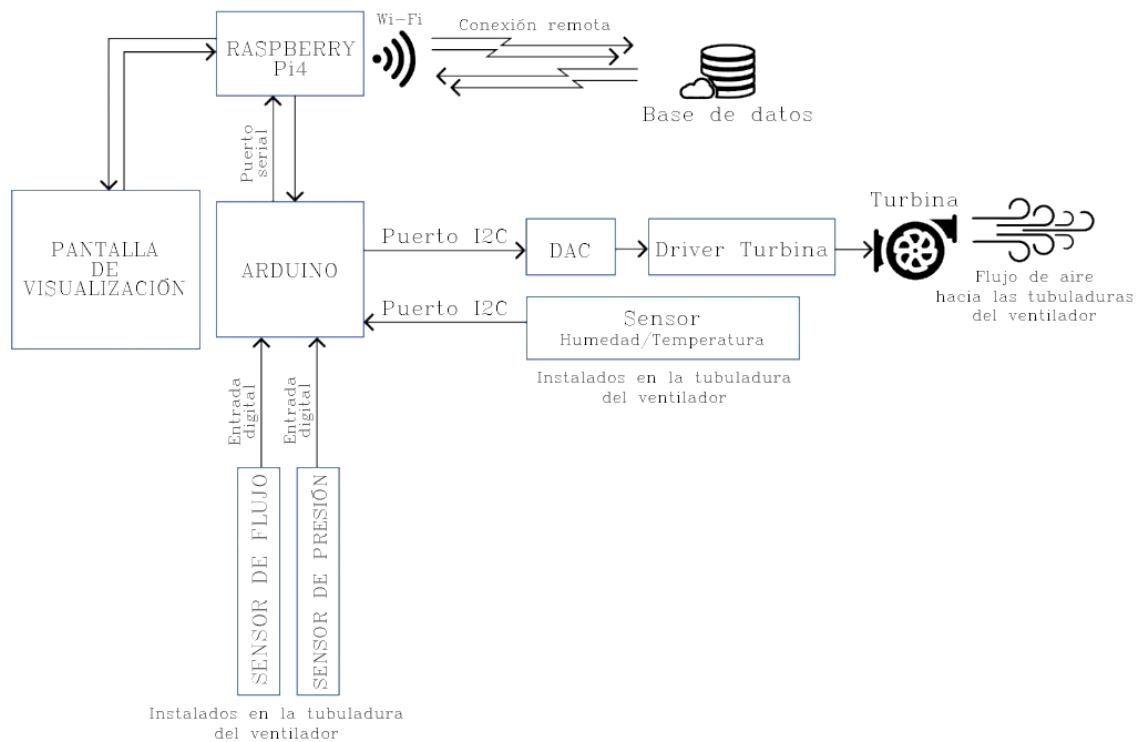 Wi-Fi
Conexión remota
RASPBERRY
Pi4
Base de datos
Puerto
serial
PANTALLA
DE
VISUALIZACIÓN
ARDUINO
Puerto I2C
DAC
Driver Turbina
Turbina
Flujo de aire
hacia las tubuladuras
del ventilador
Puerto I2C
Sensor
Humedad/Temperatura
Instalados en la tubuladura
del ventilador
Entrada
digital
Entrada
digital
SENSOR DE FLUJO
SENSOR DE PRESIÓN
Instalados en la tubuladura
del ventilador